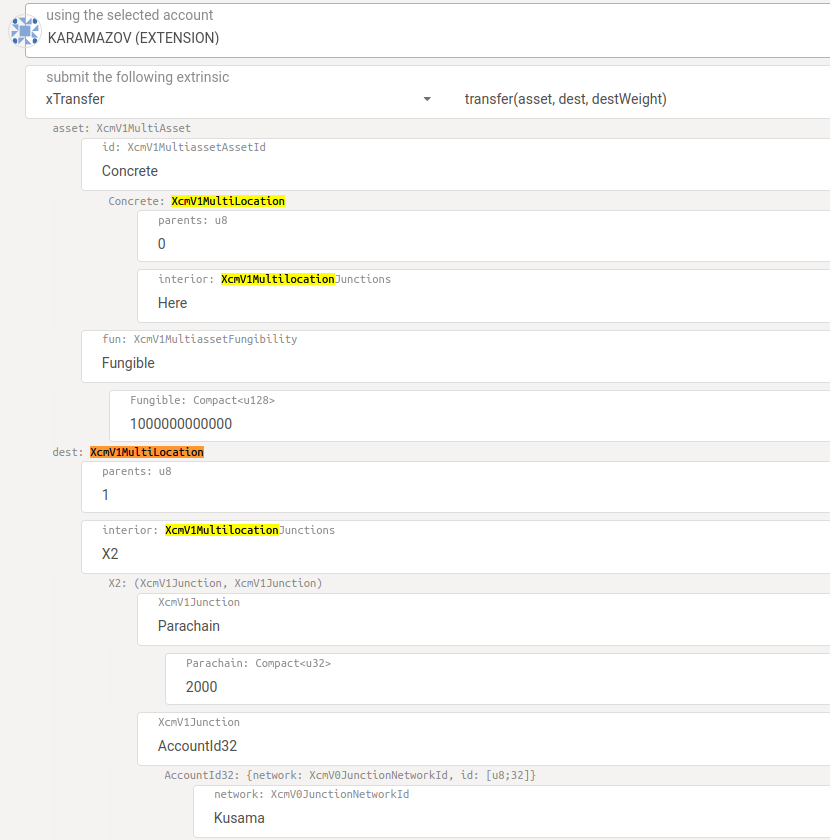 using the selected account
KARAMAZOV (EXTENSION)
submit the following extrinsic
xTransfer transfer(asset, dest, destWeight)
asset: XcmV1MultiAsset
id: XcmV1MultiassetAssetId
Concrete
Concrete: XcmV1MultiLocation
parents: u8
0
interior: XcmV1MultilocationJunctions
Here
fun: XcmV1MultiassetFungibility
Fungible
Fungible: Compact<u128>
1000000000000
dest: XcmV1MultiLocation
parents: u8
1
interior: XcmV1MultilocationJunctions
X2
X2: (XcmV1Junction, XcmV1Junction)
XcmV1Junction
Parachain
Parachain: Compact<u32>
2000
XcmV1Junction
AccountId32
AccountId32: {network: XcmV0JunctionNetworkId, id: [u8;32]}
network: XcmV0JunctionNetworkId
Kusama